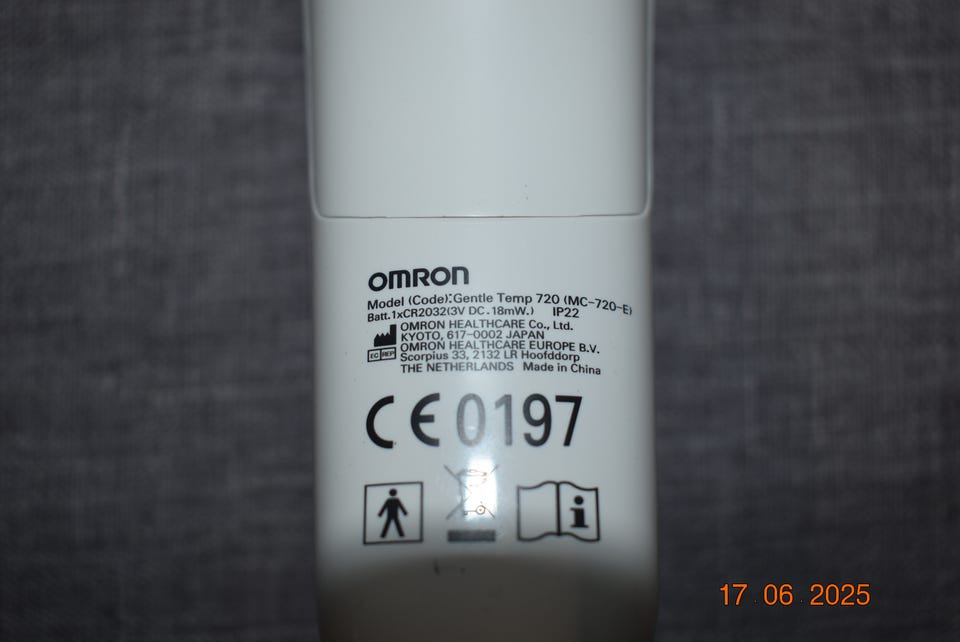 OMRON
Model (Code):Gentle Temp 720 (MC-720-E)
Batt.1xCR2032(3V DC⎓18mW.) IP22
OMRON HEALTHCARE Co., Ltd.
KYOTO, 617-0002 JAPAN
EC REP OMRON HEALTHCARE EUROPE B.V.
Scorpius 33, 2132 LR Hoofddorp
THE NETHERLANDS Made in China
CE 0197
i
17.06.2025